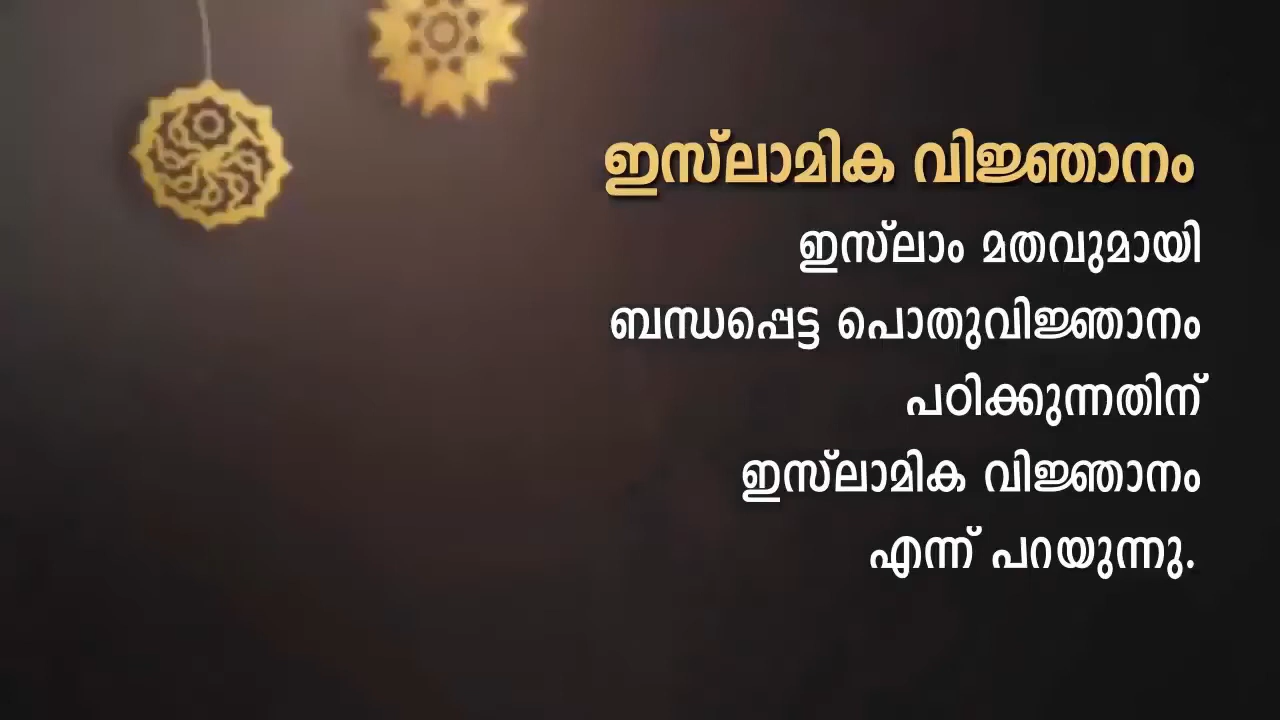 ഇസ്‌ലാമിക വിജ്ഞാനം
ഇസ്‌ലാം മതവുമായി
ബന്ധപ്പെട്ട പൊതുവിജ്ഞാനം
പഠിക്കുന്നതിന്
ഇസ്‌ലാമിക വിജ്ഞാനം
എന്ന് പറയുന്നു.